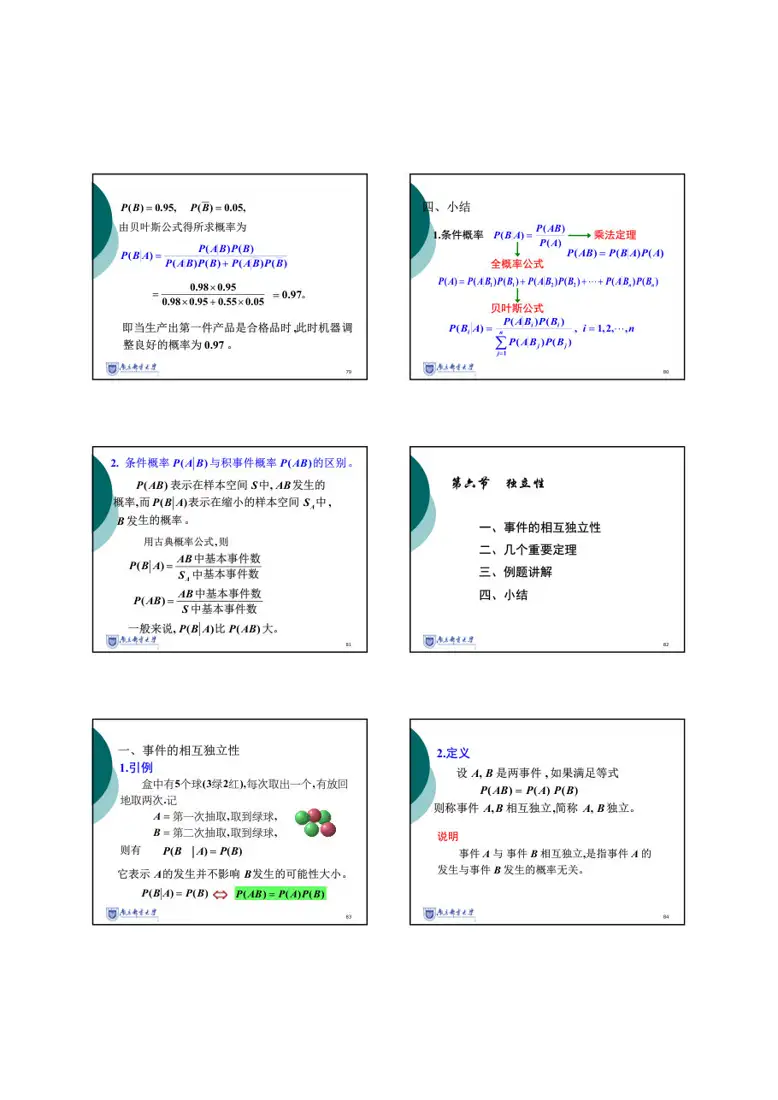 P(B) = 0.95, P(B̅) = 0.05,
由贝叶斯公式得所求概率为
P(B|A) = P(AB)P(B) / P(AB)P(B) + P(AB)P(B)
= 0.98×0.95 / 0.98×0.95 + 0.55×0.05 = 0.97。
即当生产出第一件产品是合格品时,此时机器调
整良好的概率为 0.97 。
79
四、小结
1.条件概率 P(B A) = P(AB) / P(A) → 乘法定理
P(AB) = P(B A)P(A)
全概率公式
P(A) = P(A B₁)P(B₁) + P(A B₂)P(B₂) + ⋯ + P(A Bₙ)P(Bₙ)
贝叶斯公式
P(Bᵢ A) = P(A Bᵢ)P(Bᵢ) / ∑ⁿⱼ₌₁ P(A Bⱼ)P(Bⱼ) , i = 1,2,⋯,n
80
2. 条件概率 P(A|B) 与积事件概率 P(AB) 的区别。
P(AB) 表示在样本空间 S 中, AB 发生的
概率,而 P(B|A) 表示在缩小的样本空间 S_A 中 ,
B 发生的概率 。
用古典概率公式,则
P(B|A) = AB 中基本事件数 / S_A 中基本事件数
P(AB) = AB 中基本事件数 / S 中基本事件数
一般来说, P(B|A) 比 P(AB) 大。
81
第六节 独立性
一、事件的相互独立性
二、几个重要定理
三、例题讲解
四、小结
82
一、事件的相互独立性
1.引例
盒中有5个球(3绿2红),每次取出一个,有放回
地取两次.记
A = 第一次抽取,取到绿球,
B = 第二次抽取,取到绿球,
则有 P(B | A) = P(B)
它表示 A 的发生并不影响 B 发生的可能性大小。
P(B|A) = P(B) ⇔ P(AB) = P(A)P(B)
83
2.定义
设 A, B 是两事件 , 如果满足等式
P(AB) = P(A) P(B)
则称事件 A, B 相互独立,简称 A, B 独立。
说明
事件 A 与 事件 B 相互独立,是指事件 A 的
发生与事件 B 发生的概率无关。
84